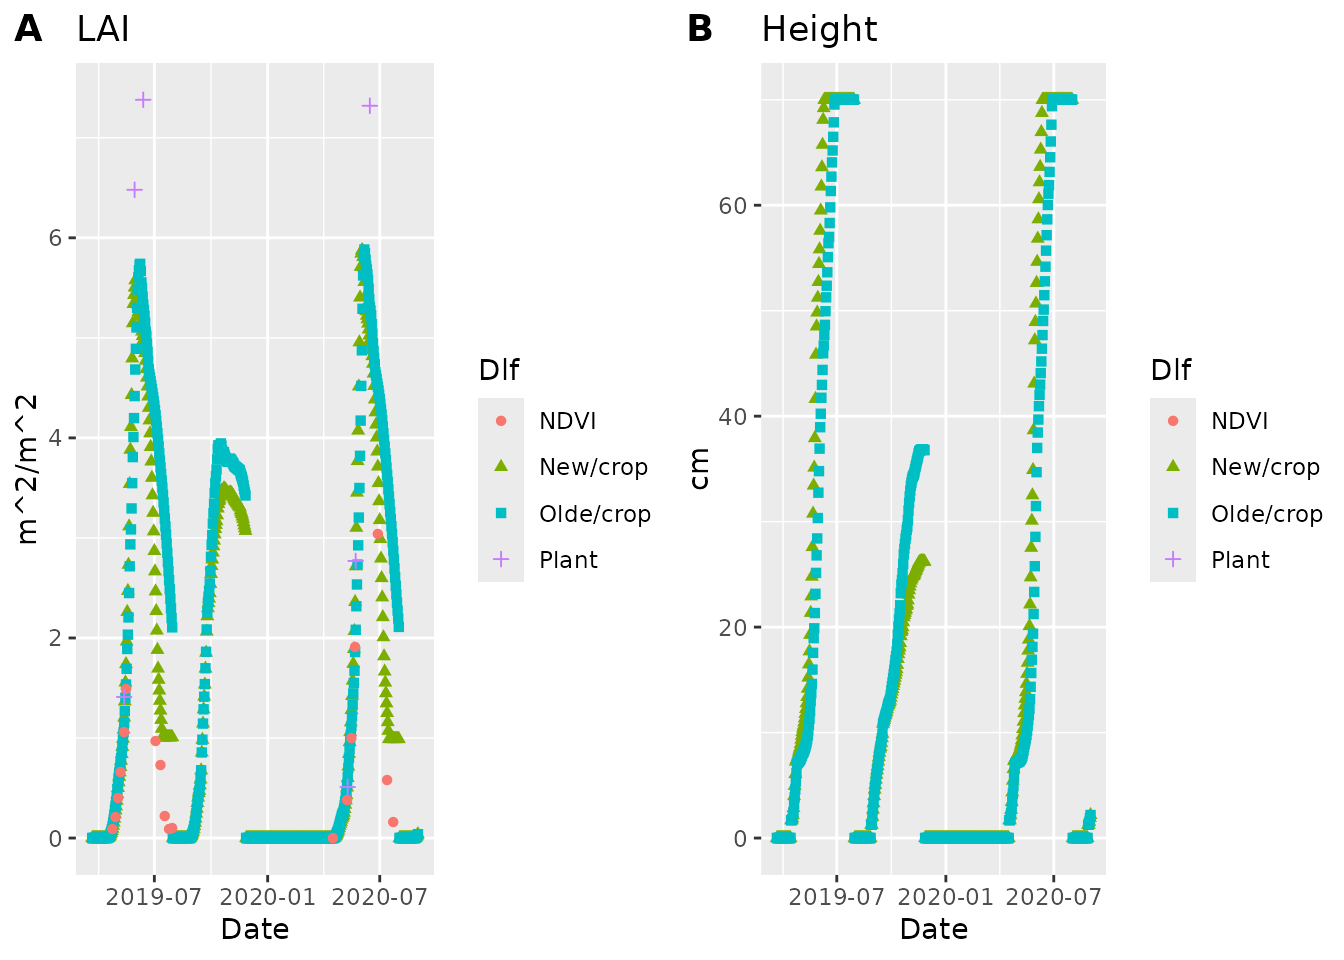 A LAI
m^2/m^2
6
4
2
0
2019-07 2020-01 2020-07
Date
Dlf
NDVI
New/crop
Olde/crop
Plant
B Height
cm
60
40
20
0
2019-07 2020-01 2020-07
Date
Dlf
NDVI
New/crop
Olde/crop
Plant